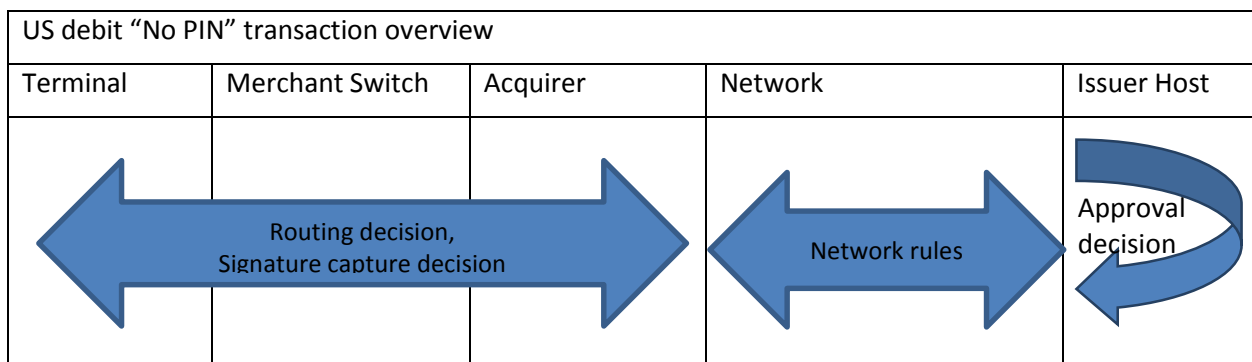 US debit “No PIN” transaction overview
Terminal
Merchant Switch
Acquirer
Network
Issuer Host
Routing decision,
Signature capture decision
Network rules
Approval
decision